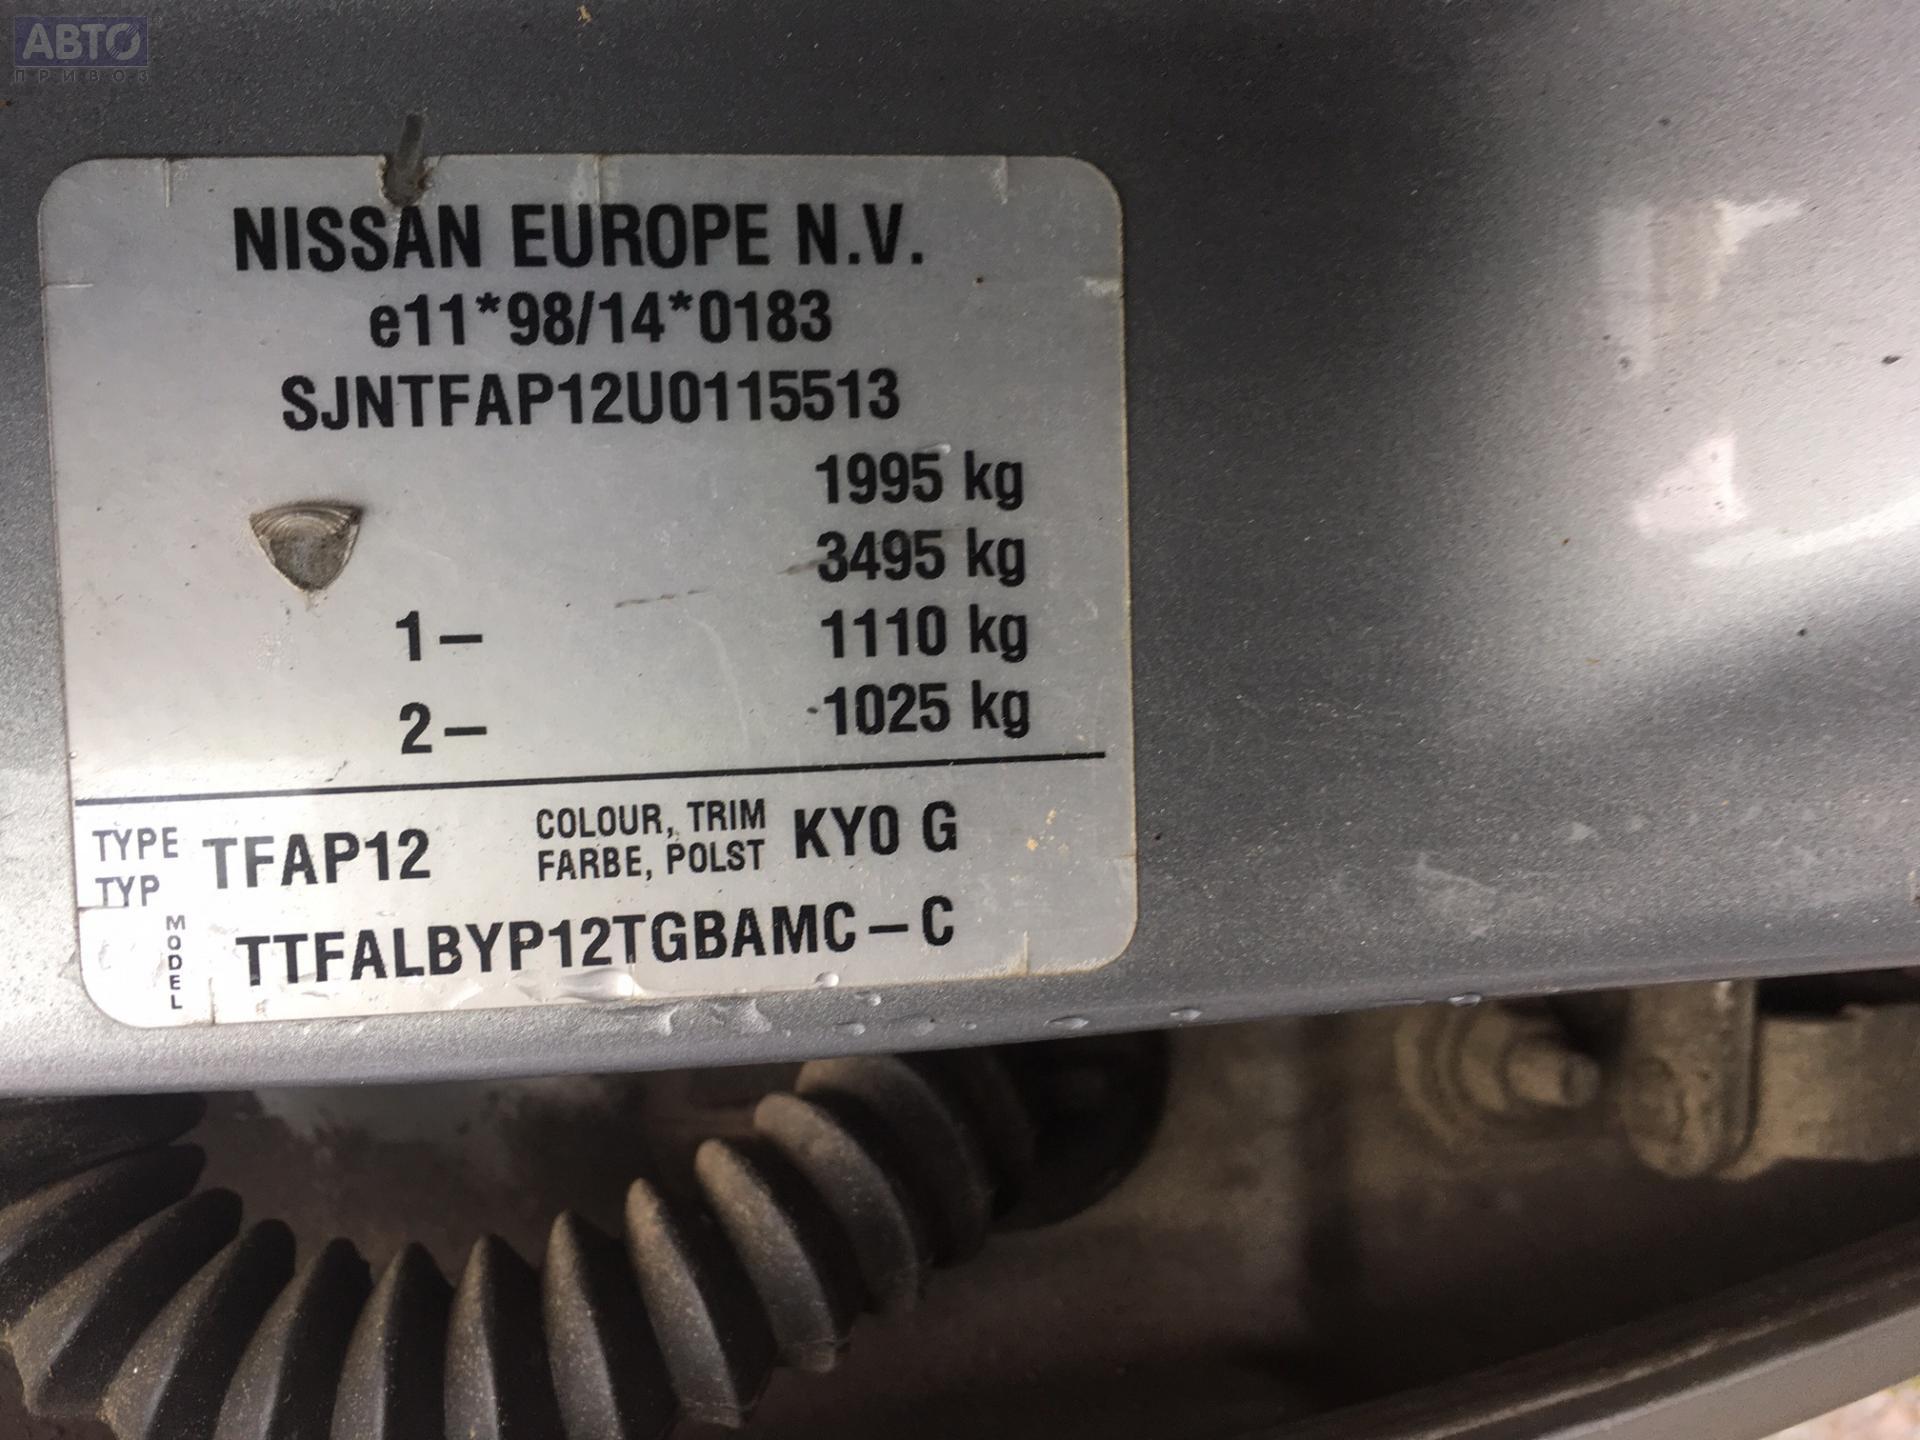 АВТО
ПРИВОЗ
NISSAN EUROPE N.V.
e11*98/14*0183
SJNTFAP12U0115513
1995 kg
3495 kg
1– 1110 kg
2– 1025 kg
TYPE TFAP12 COLOUR, TRIM KY0 G
TYP FARBE, POLST
MODEL TTFALBYP12TGBAMC–C